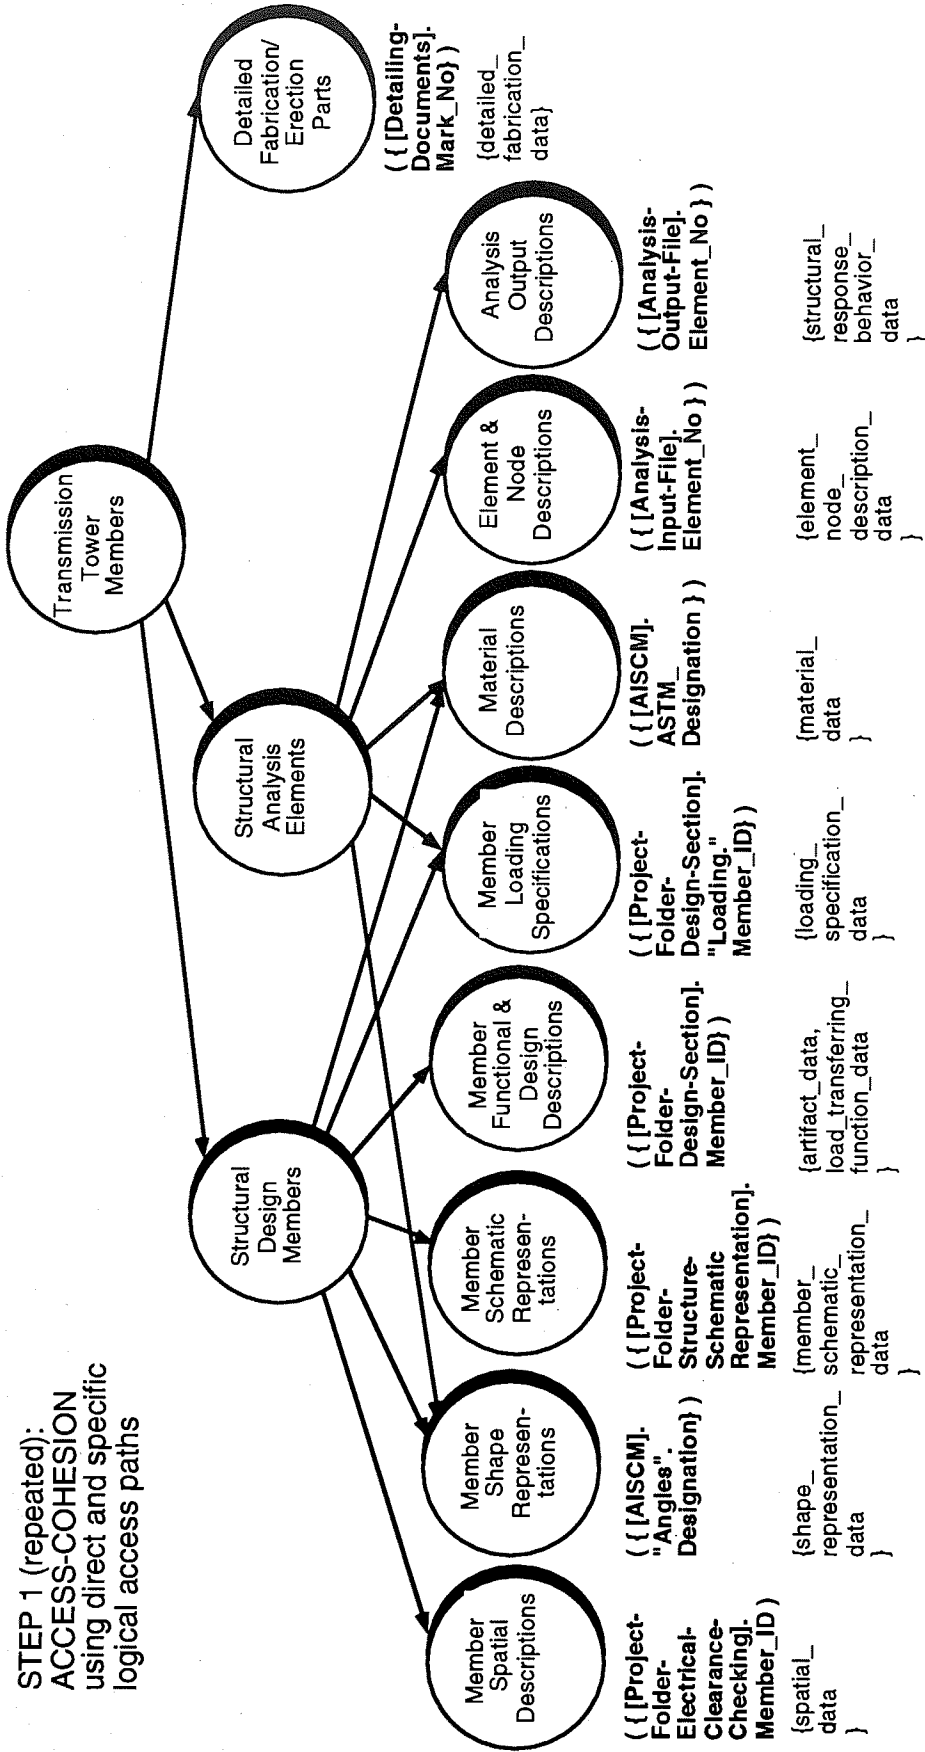 STEP 1 (repeated):
ACCESS-COHESION
using direct and specific
logical access paths
Transmission
Tower
Members
Structural
Design
Members
Structural
Analysis
Elements
Detailed
Fabrication/
Erection
Parts
( { [Detailing-
Documents].
Mark_No} )
{detailed_
fabrication_
data}
Member
Spatial
Descriptions
( { [Project-
Folder-
Electrical-
Clearance-
Checking].
Member_ID )
{spatial_
data
}
Member
Shape
Represen-
tations
( { [AISCM].
"Angles".
Designation} )
{shape_
representation_
data
}
Member
Schematic
Represen-
tations
( { [Project-
Folder-
Structure-
Schematic
Representation].
Member_ID} )
{member_
schematic_
representation_
data
}
Member
Functional &
Design
Descriptions
( { [Project-
Folder-
Design-Section].
Member_ID} )
{artifact_data,
load_transferring_
function_data
}
Member
Loading
Specifications
( { [Project-
Folder-
Design-Section].
"Loading."
Member_ID} )
{loading_
specification_
data
}
Material
Descriptions
( { [AISCM].
ASTM_
Designation } )
{material_
data
}
Element &
Node
Descriptions
( { [Analysis-
Input-File].
Element_No } )
{element_
node_
description_
data
}
Analysis
Output
Descriptions
( { [Analysis-
Output-File].
Element_No } )
{structural_
response_
behavior_
data
}